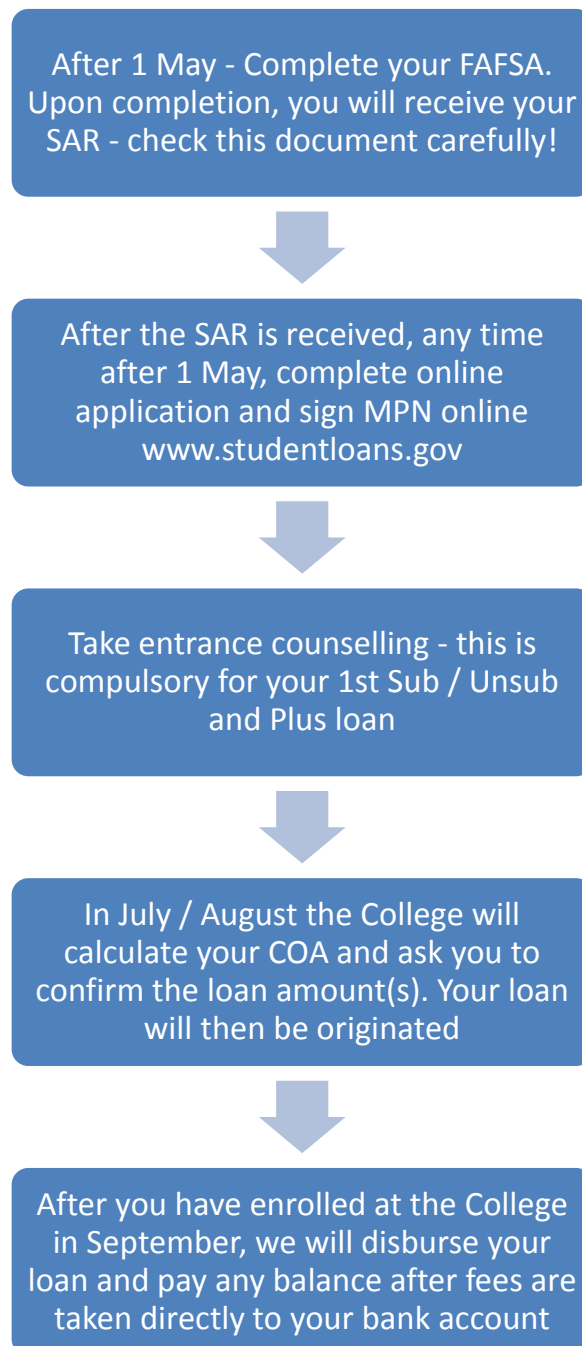 After 1 May - Complete your FAFSA.
Upon completion, you will receive your
SAR - check this document carefully!
After the SAR is received, any time
after 1 May, complete online
application and sign MPN online
www.studentloans.gov
Take entrance counselling - this is
compulsory for your 1st Sub / Unsub
and Plus loan
In July / August the College will
calculate your COA and ask you to
confirm the loan amount(s). Your loan
will then be originated
After you have enrolled at the College
in September, we will disburse your
loan and pay any balance after fees are
taken directly to your bank account